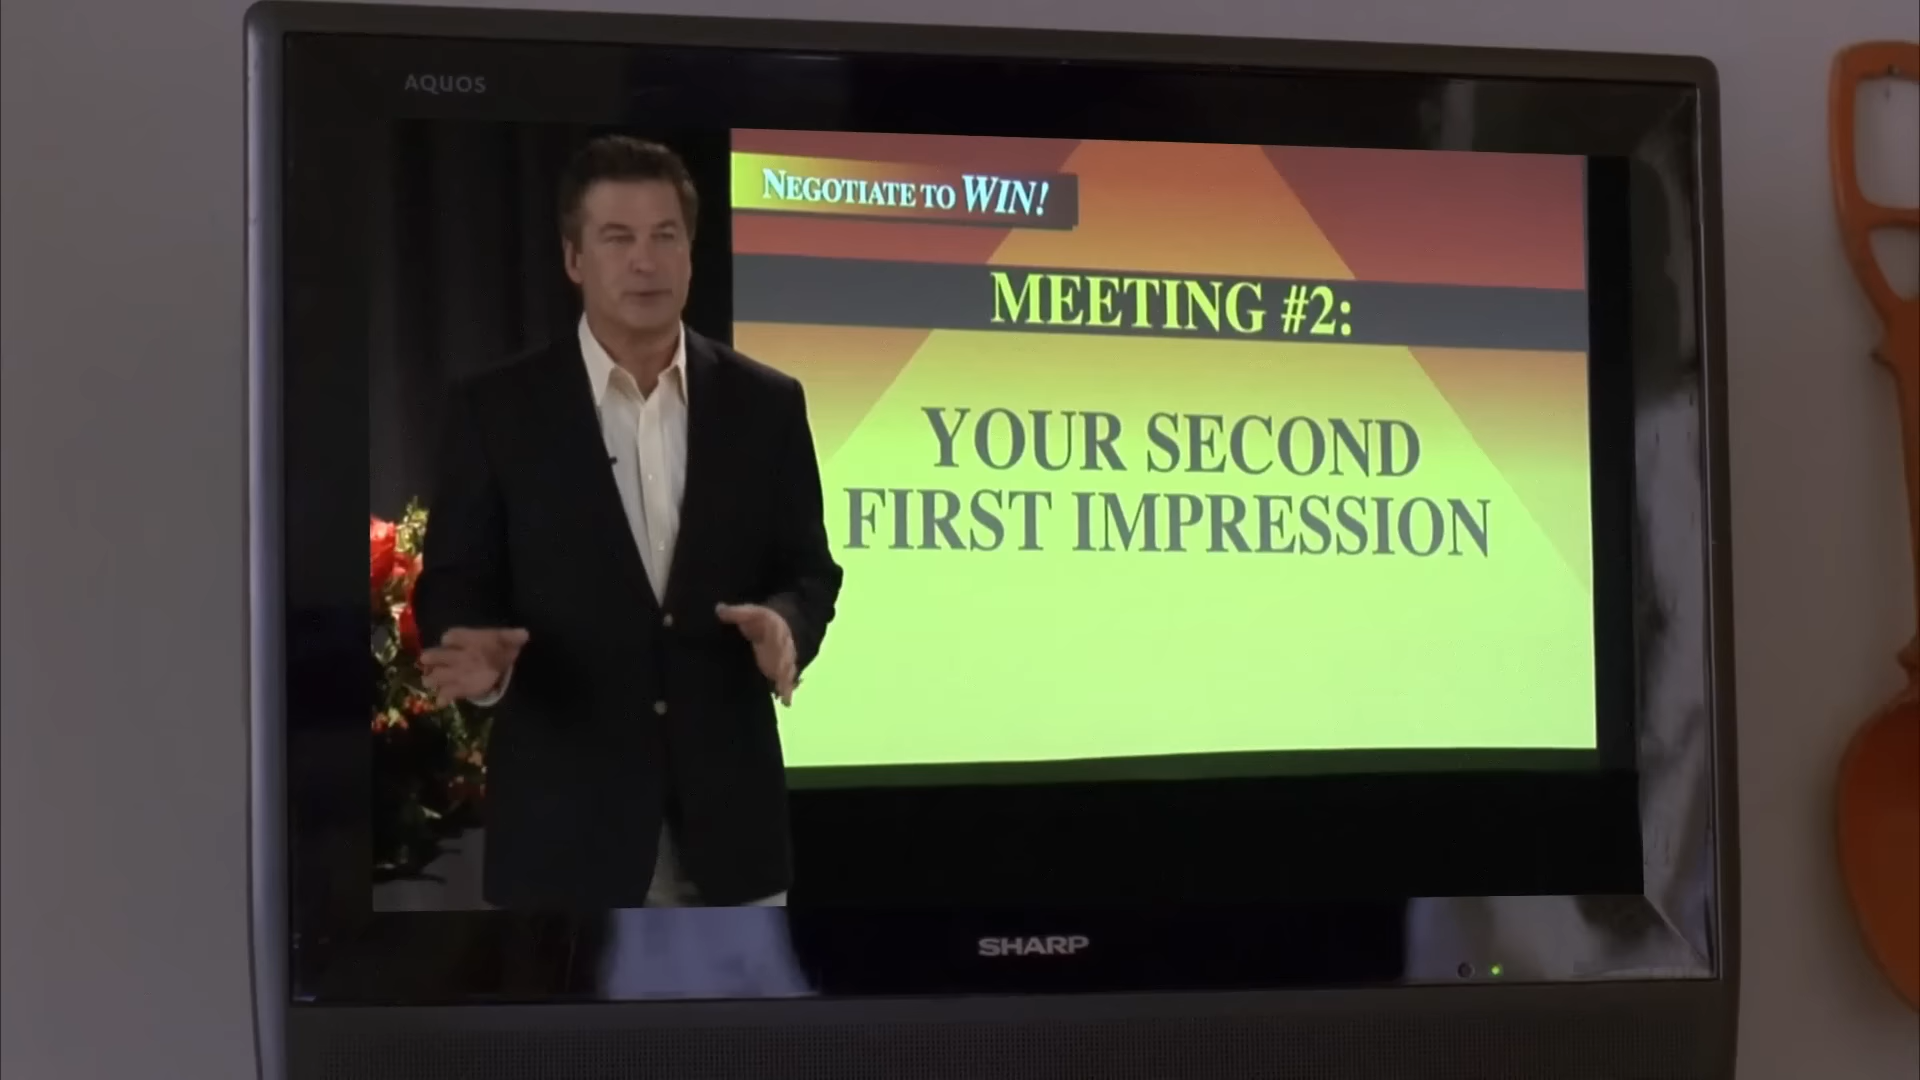 AQUOS
NEGOTIATE TO WIN!
MEETING #2:
YOUR SECOND
FIRST IMPRESSION
SHARP